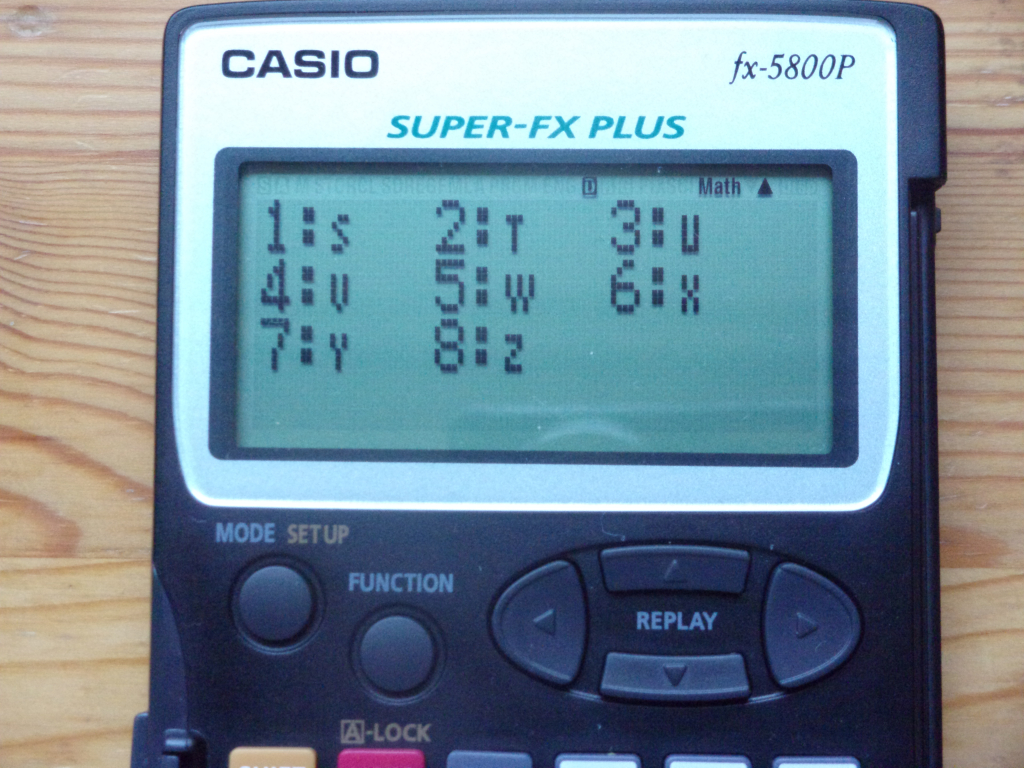 CASIO fx-5800P
SUPER-FX PLUS
D Math ▲
1:S 2:T 3:U
4:V 5:W 6:X
7:Y 8:Z
MODE SETUP
FUNCTION
REPLAY
A-LOCK
SHIFT